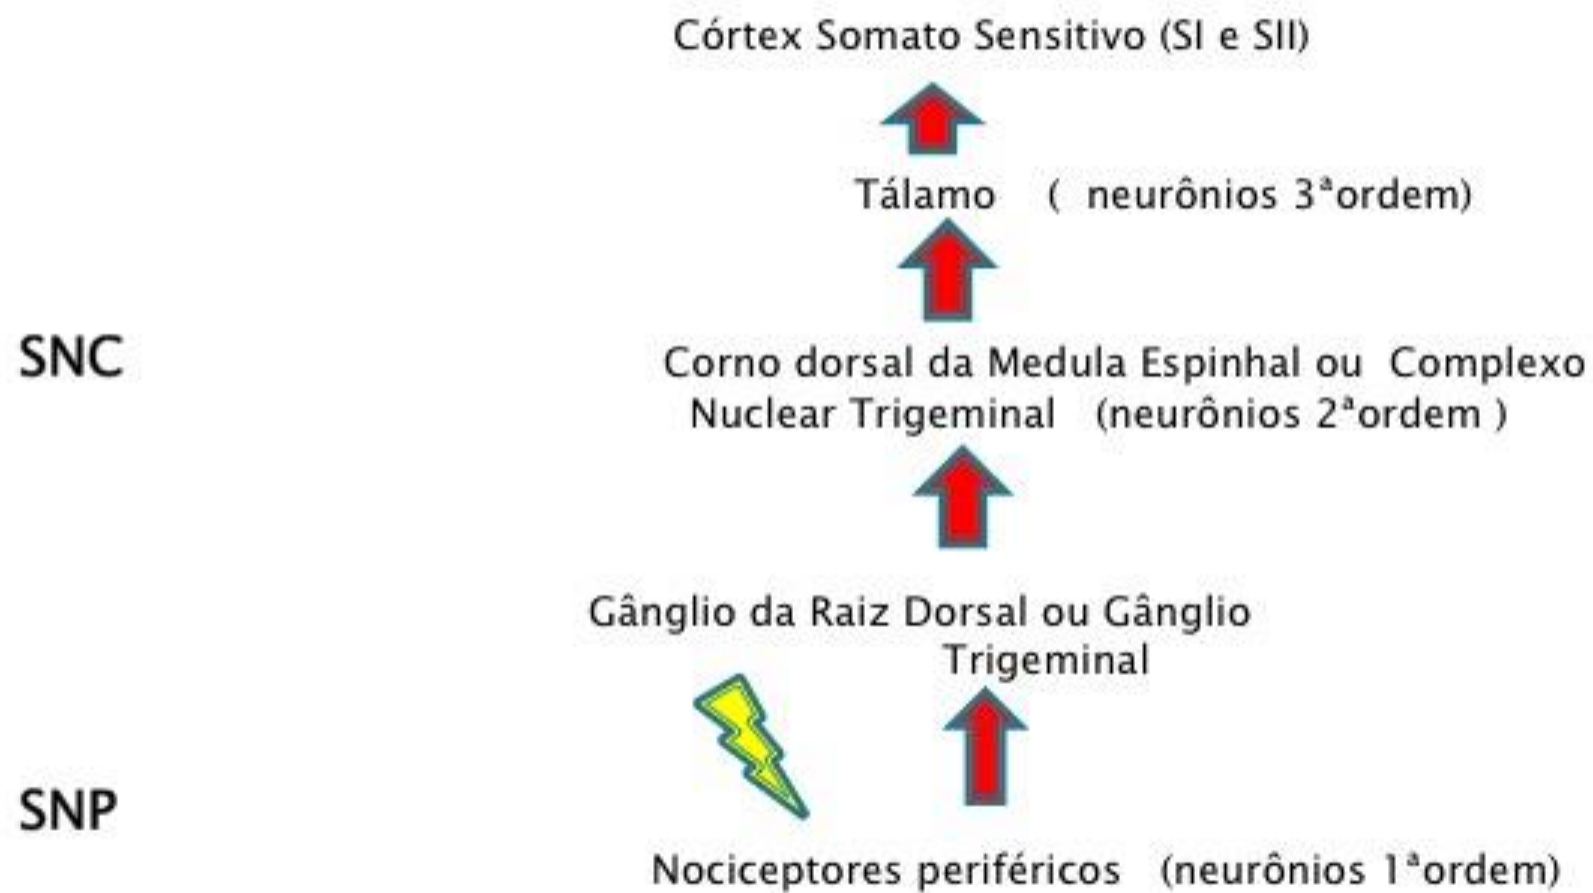 Córtex Somato Sensitivo (SI e SII)
Tálamo ( neurônios 3ªordem)
SNC
Corno dorsal da Medula Espinhal ou Complexo
Nuclear Trigeminal (neurônios 2ªordem )
Gânglio da Raiz Dorsal ou Gânglio
Trigeminal
SNP
Nociceptores periféricos (neurônios 1ªordem)